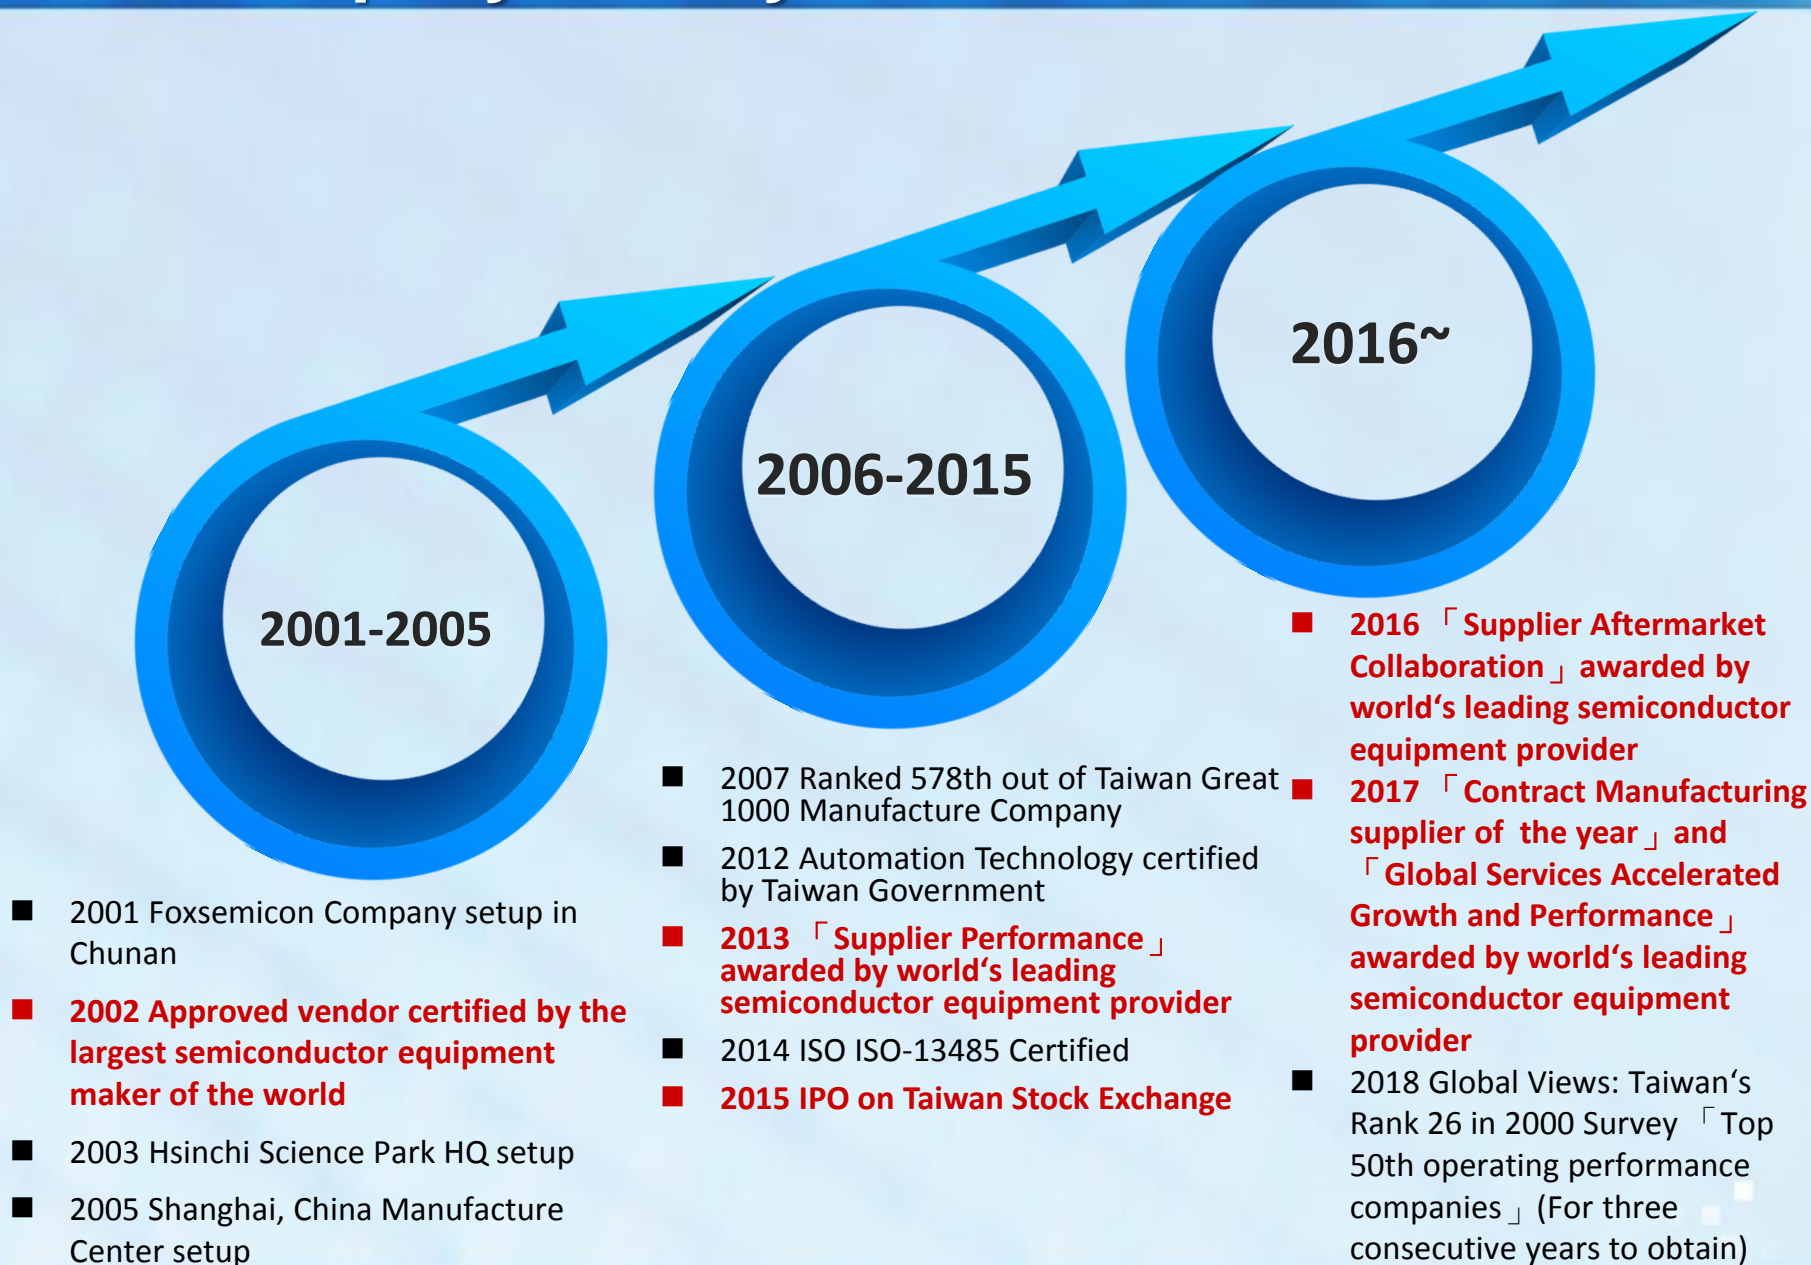 2001-2005
2006-2015
2016~
■ 2001 Foxsemicon Company setup in
Chunan
■ 2002 Approved vendor certified by the
largest semiconductor equipment
maker of the world
■ 2003 Hsinchi Science Park HQ setup
■ 2005 Shanghai, China Manufacture
Center setup
■ 2007 Ranked 578th out of Taiwan Great
1000 Manufacture Company
■ 2012 Automation Technology certified
by Taiwan Government
■ 2013 「Supplier Performance」
awarded by world‘s leading
semiconductor equipment provider
■ 2014 ISO ISO-13485 Certified
■ 2015 IPO on Taiwan Stock Exchange
■ 2016 「Supplier Aftermarket
Collaboration」 awarded by
world‘s leading semiconductor
equipment provider
■ 2017 「Contract Manufacturing
supplier of the year」 and
「Global Services Accelerated
Growth and Performance」
awarded by world‘s leading
semiconductor equipment
provider
■ 2018 Global Views: Taiwan‘s
Rank 26 in 2000 Survey 「Top
50th operating performance
companies」 (For three
consecutive years to obtain)